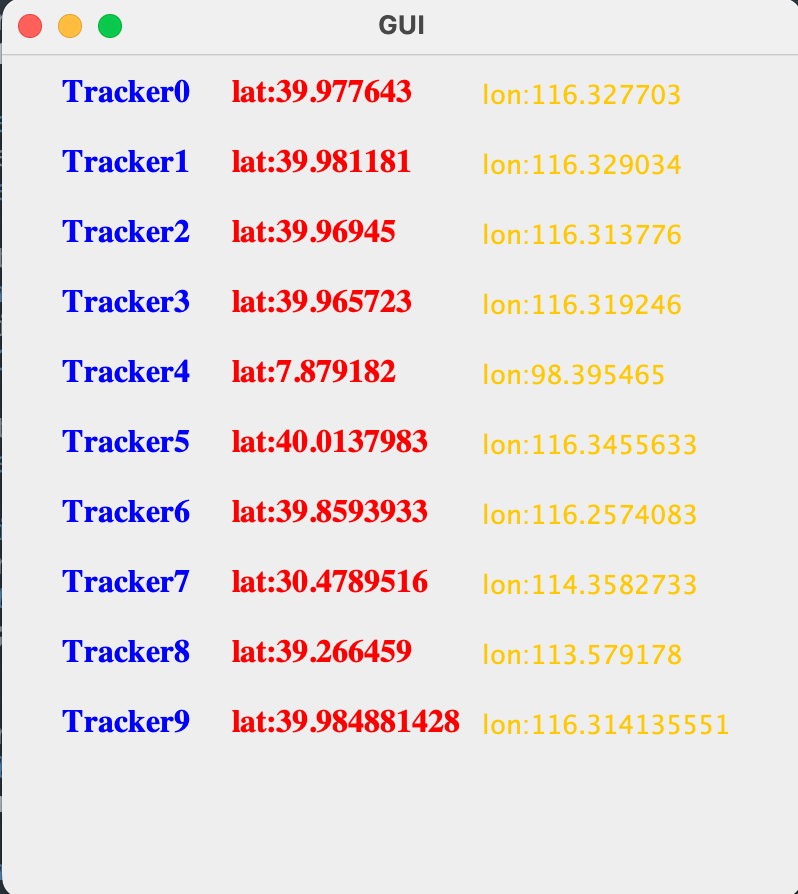 GUI
Tracker0 lat:39.977643 lon:116.327703
Tracker1 lat:39.981181 lon:116.329034
Tracker2 lat:39.96945 lon:116.313776
Tracker3 lat:39.965723 lon:116.319246
Tracker4 lat:7.879182 lon:98.395465
Tracker5 lat:40.0137983 lon:116.3455633
Tracker6 lat:39.8593933 lon:116.2574083
Tracker7 lat:30.4789516 lon:114.3582733
Tracker8 lat:39.266459 lon:113.579178
Tracker9 lat:39.984881428 lon:116.314135551